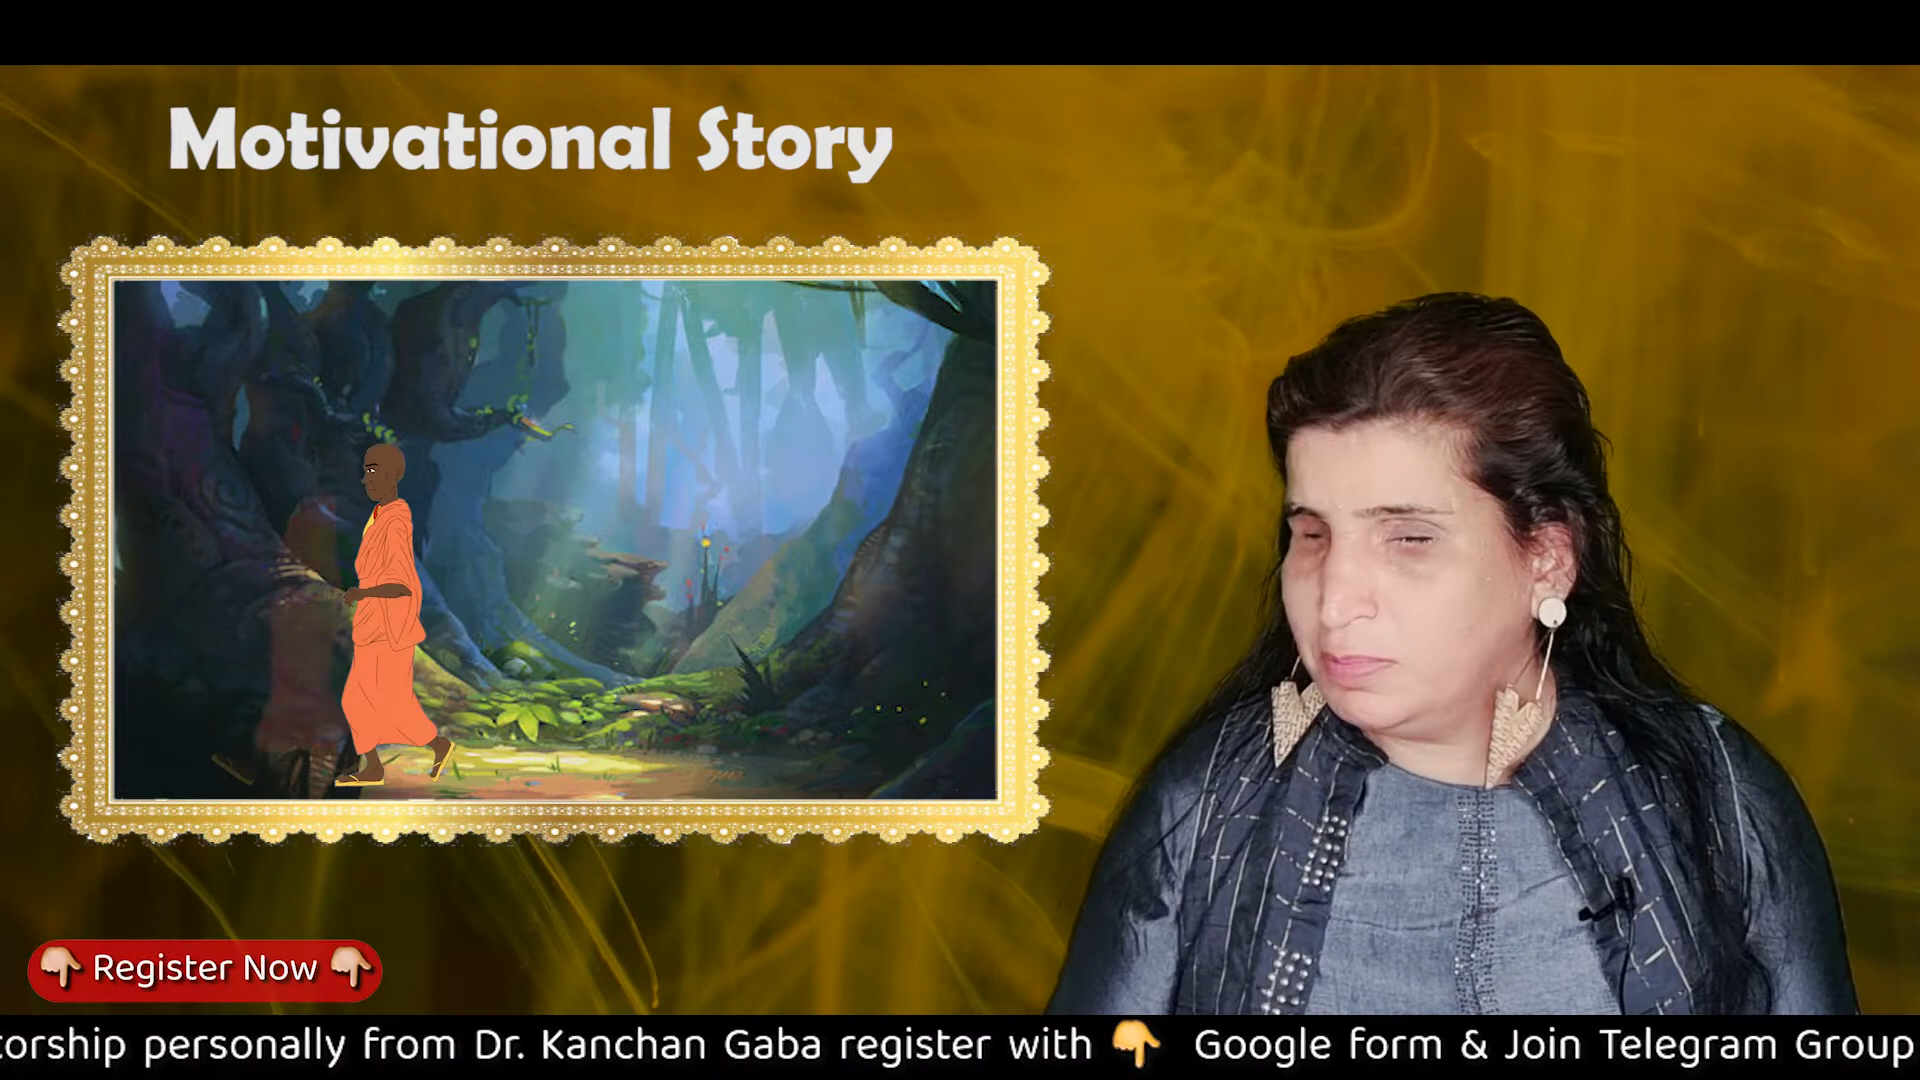 Motivational Story
👇 Register Now 👇
torship personally from Dr. Kanchan Gaba register with 👇 Google form & Join Telegram Group